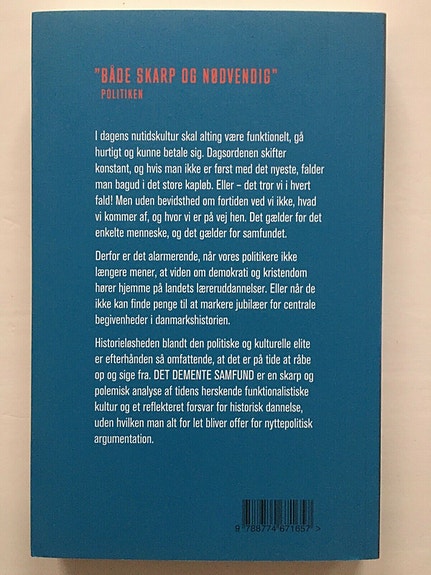 "BÅDE SKARP OG NØDVENDIG"
POLITIKEN
I dagens nutidskultur skal alting være funktionelt, gå
hurtigt og kunne betale sig. Dagsordenen skifter
konstant, og hvis man ikke er først med det nyeste, falder
man bagud i det store kapløb. Eller – det tror vi i hvert
fald! Men uden bevidsthed om fortiden ved vi ikke, hvad
vi kommer af, og hvor vi er på vej hen. Det gælder for det
enkelte menneske, og det gælder for samfundet.
Derfor er det alarmerende, når vores politikere ikke
længere mener, at viden om demokrati og kristendom
hører hjemme på landets læreruddannelser. Eller når de
ikke kan finde penge til at markere jubilæer for centrale
begivenheder i danmarkshistorien.
Historieløsheden blandt den politiske og kulturelle elite
er efterhånden så omfattende, at det er på tide at råbe
op og sige fra. DET DEMENTE SAMFUND er en skarp og
polemisk analyse af tidens herskende funktionalistiske
kultur og et reflekteret forsvar for historisk dannelse,
uden hvilken man alt for let bliver offer for nyttepolitisk
argumentation.
9 788774 671657 >